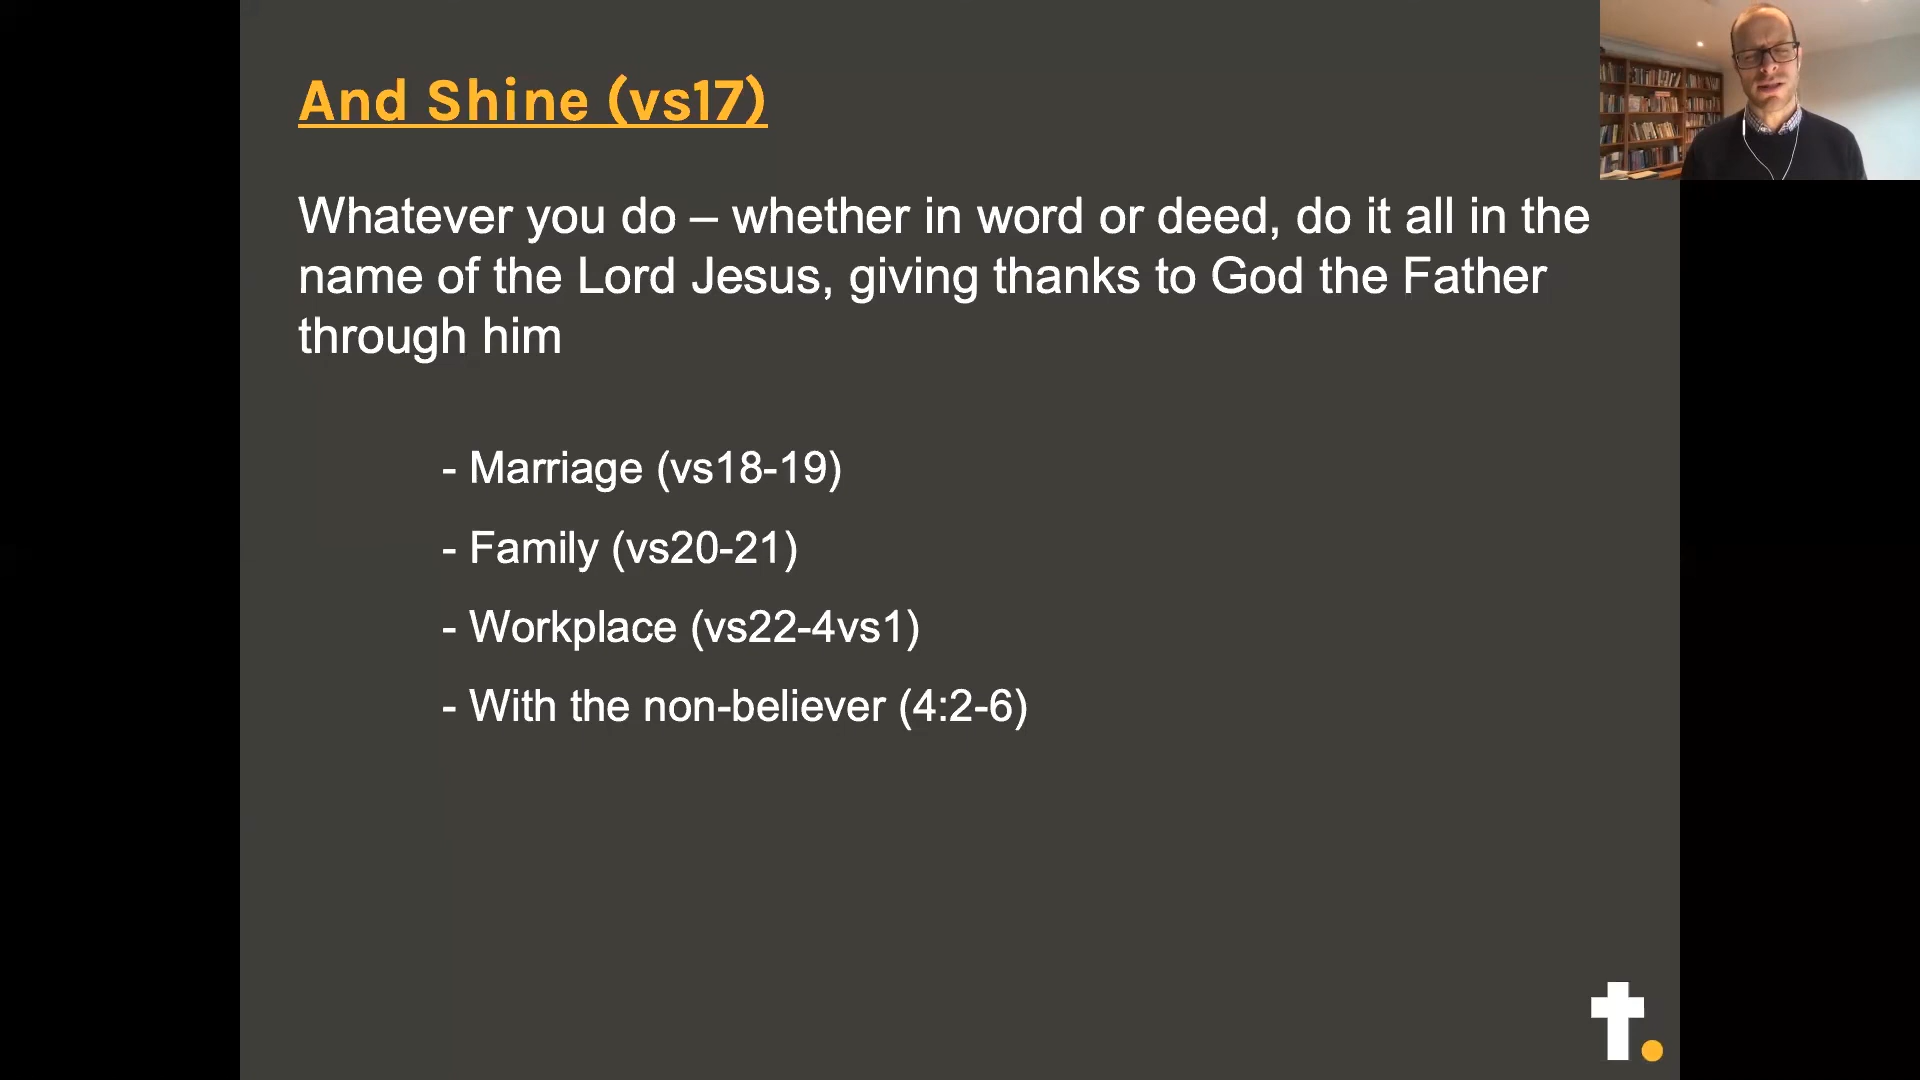 And Shine (vs17)
Whatever you do – whether in word or deed, do it all in the
name of the Lord Jesus, giving thanks to God the Father
through him
- Marriage (vs18-19)
- Family (vs20-21)
- Workplace (vs22-4vs1)
- With the non-believer (4:2-6)
t.